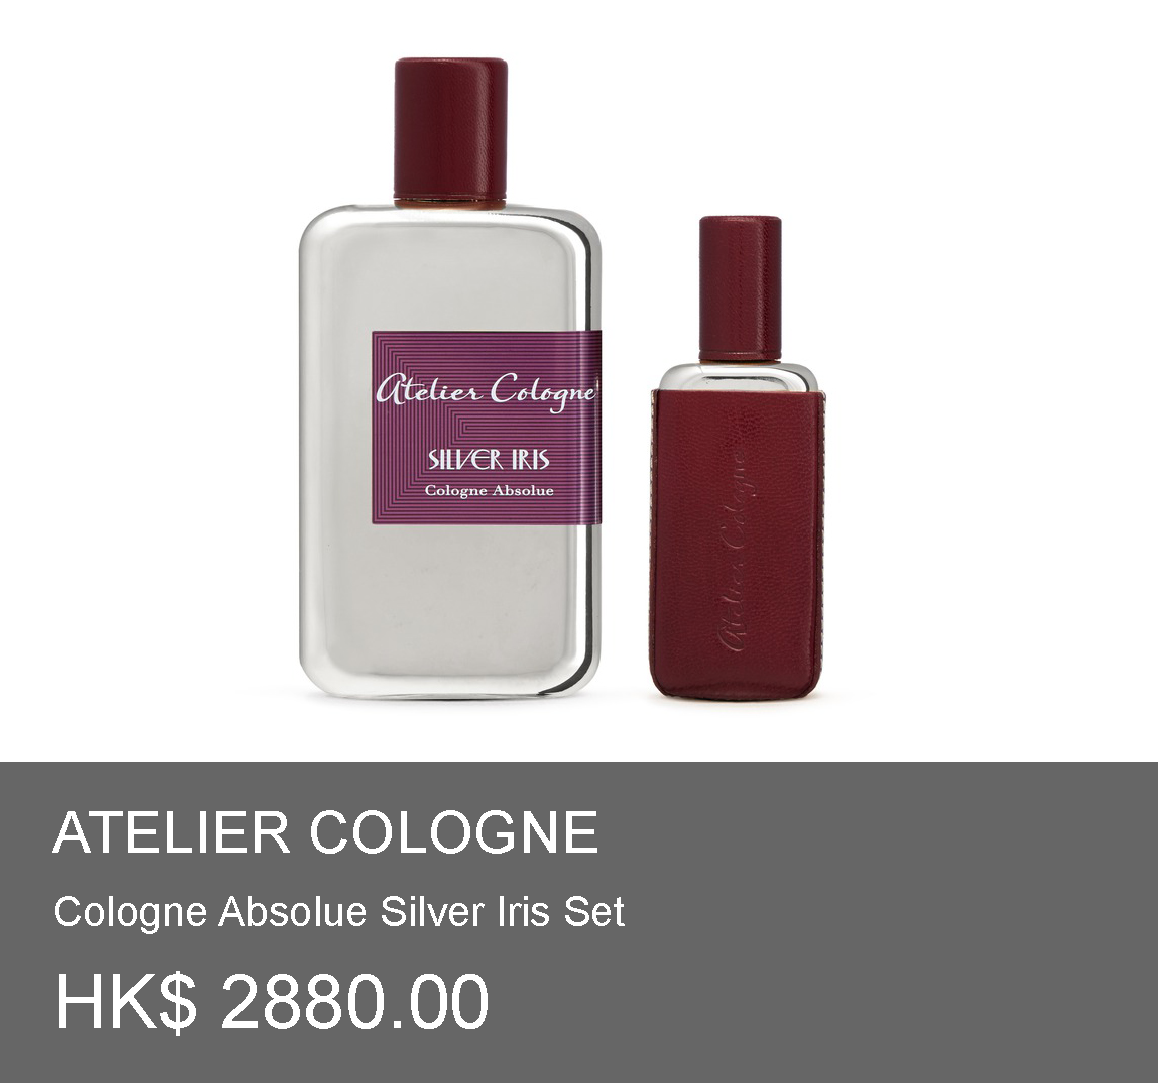 Atelier Cologne
SILVER IRIS
Cologne Absolue
Atelier Cologne
ATELIER COLOGNE
Cologne Absolue Silver Iris Set
HK$ 2880.00